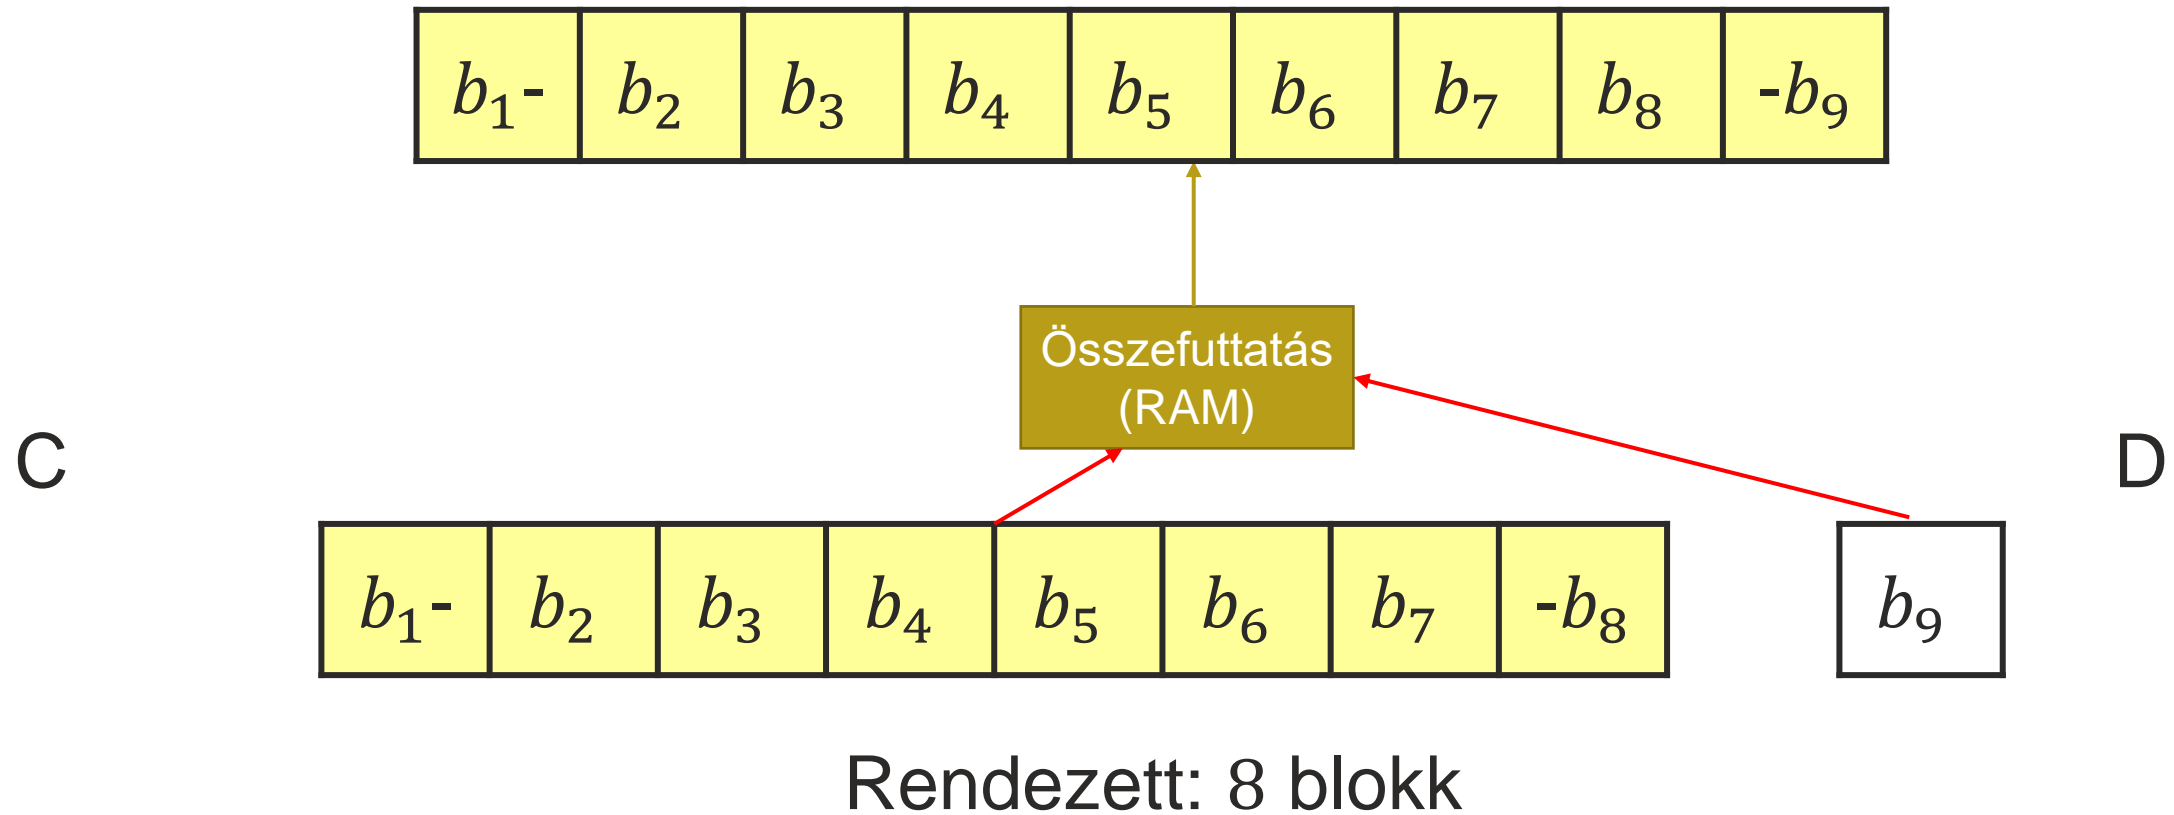 b₁- b₂ b₃ b₄ b₅ b₆ b₇ b₈ -b₉
Összefuttatás
(RAM)
C D
b₁- b₂ b₃ b₄ b₅ b₆ b₇ -b₈ b₉
Rendezett: 8 blokk